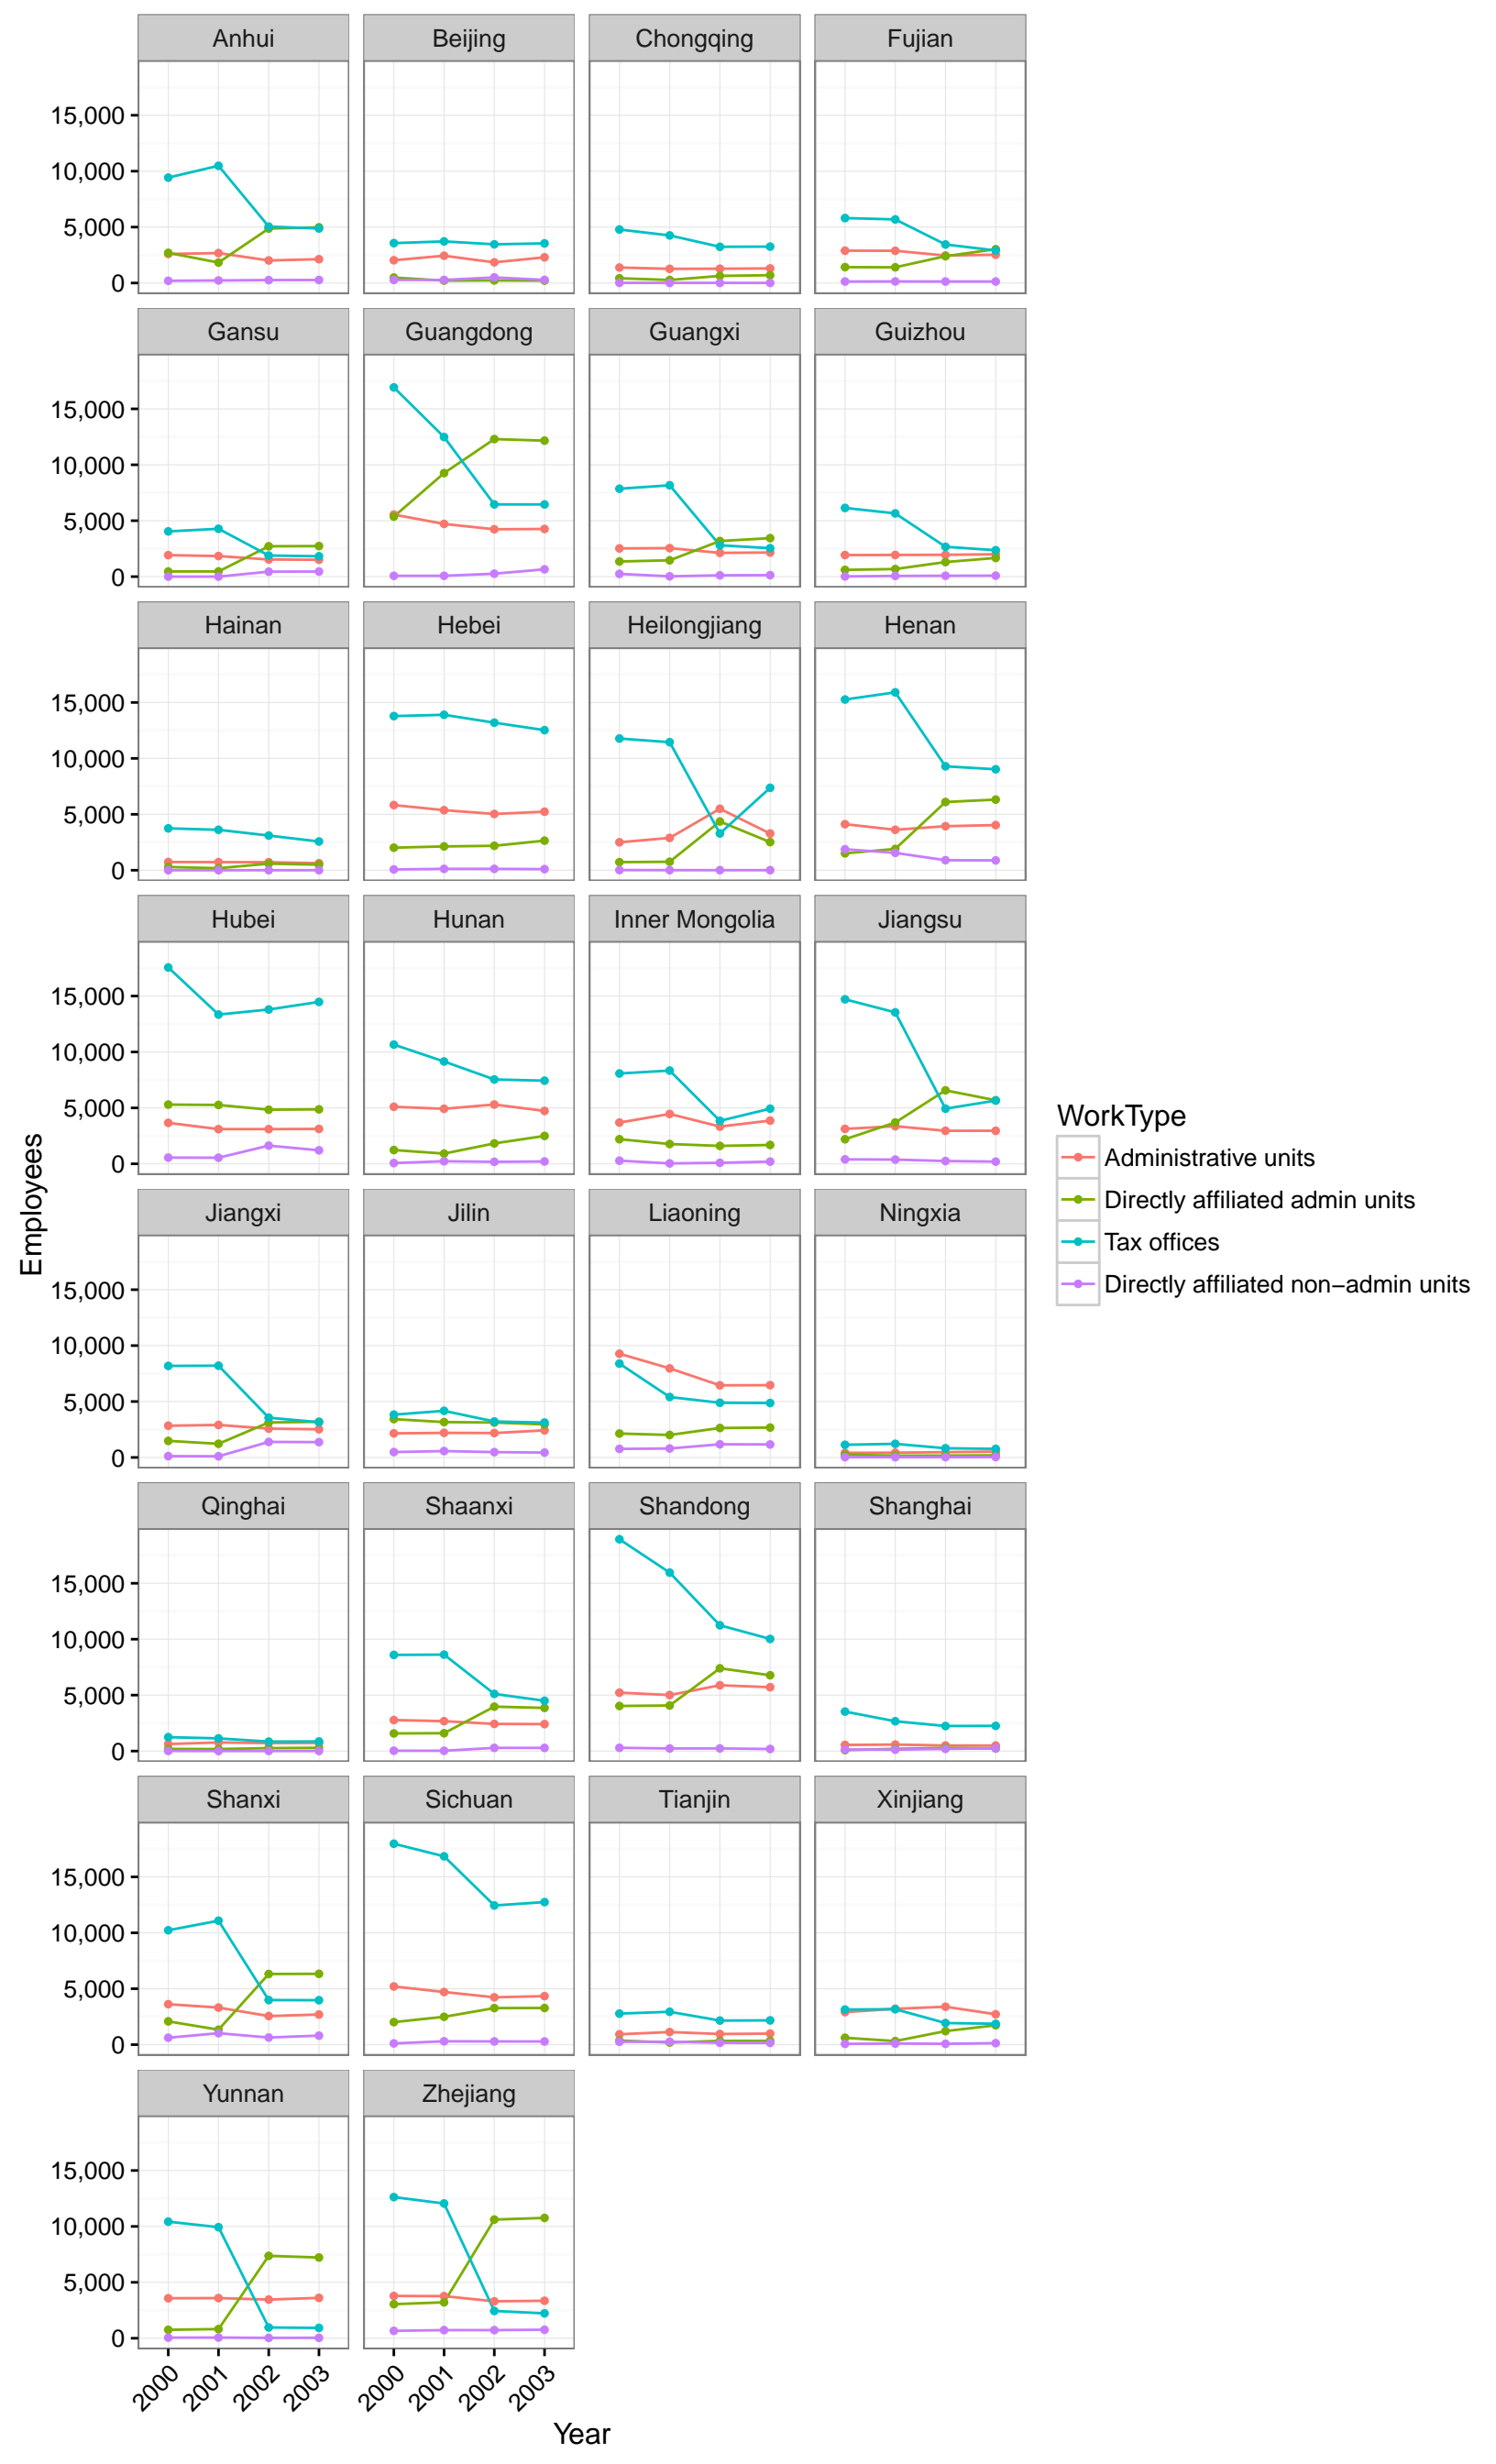 Anhui Beijing Chongqing Fujian
15,000
10,000
5,000
0
Gansu Guangdong Guangxi Guizhou
15,000
10,000
5,000
0
Hainan Hebei Heilongjiang Henan
15,000
10,000
5,000
0
Hubei Hunan Inner Mongolia Jiangsu
15,000
10,000
5,000
0
Employees
WorkType
Administrative units
Directly affiliated admin units
Tax offices
Directly affiliated non−admin units
Jiangxi Jilin Liaoning Ningxia
15,000
10,000
5,000
0
Qinghai Shaanxi Shandong Shanghai
15,000
10,000
5,000
0
Shanxi Sichuan Tianjin Xinjiang
15,000
10,000
5,000
0
Yunnan Zhejiang
15,000
10,000
5,000
0
2000 2001 2002 2003 2000 2001 2002 2003
Year